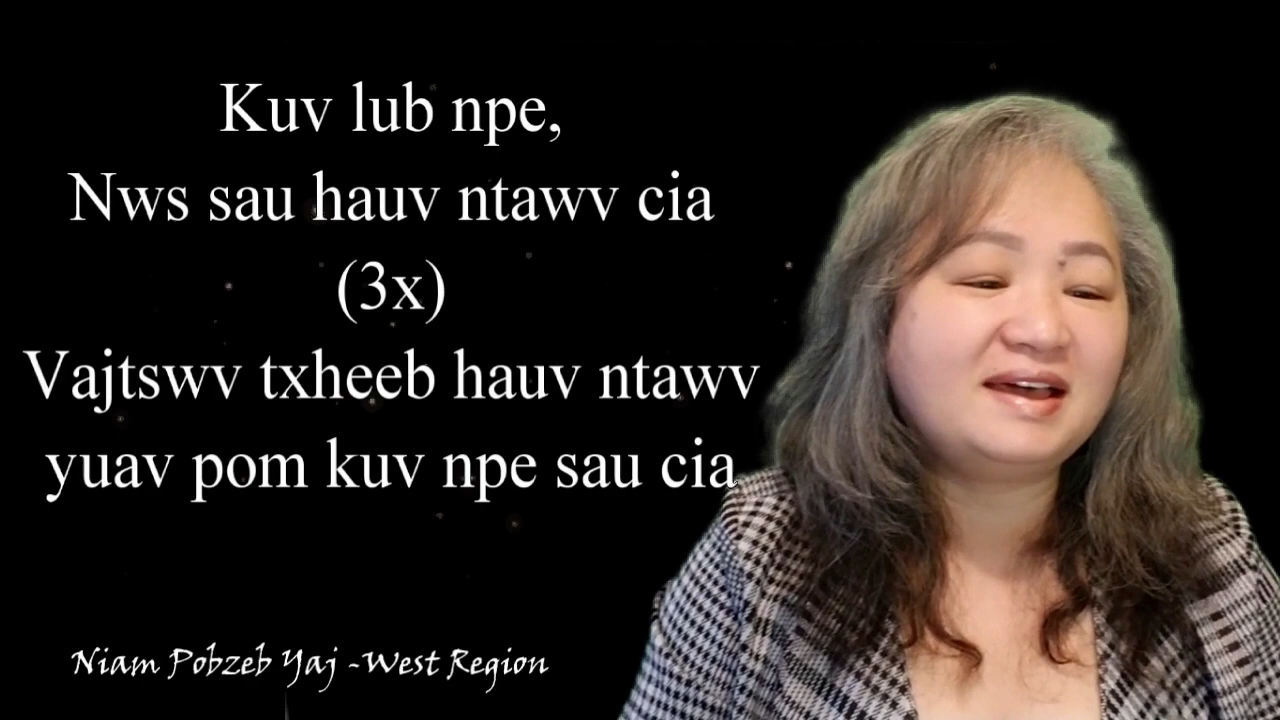 Kuv lub npe,
Nws sau hauv ntawv cia
(3x)
Vajtswv txheeb hauv ntawv
yuav pom kuv npe sau cia
Niam Pobzeb Yaj -West Region